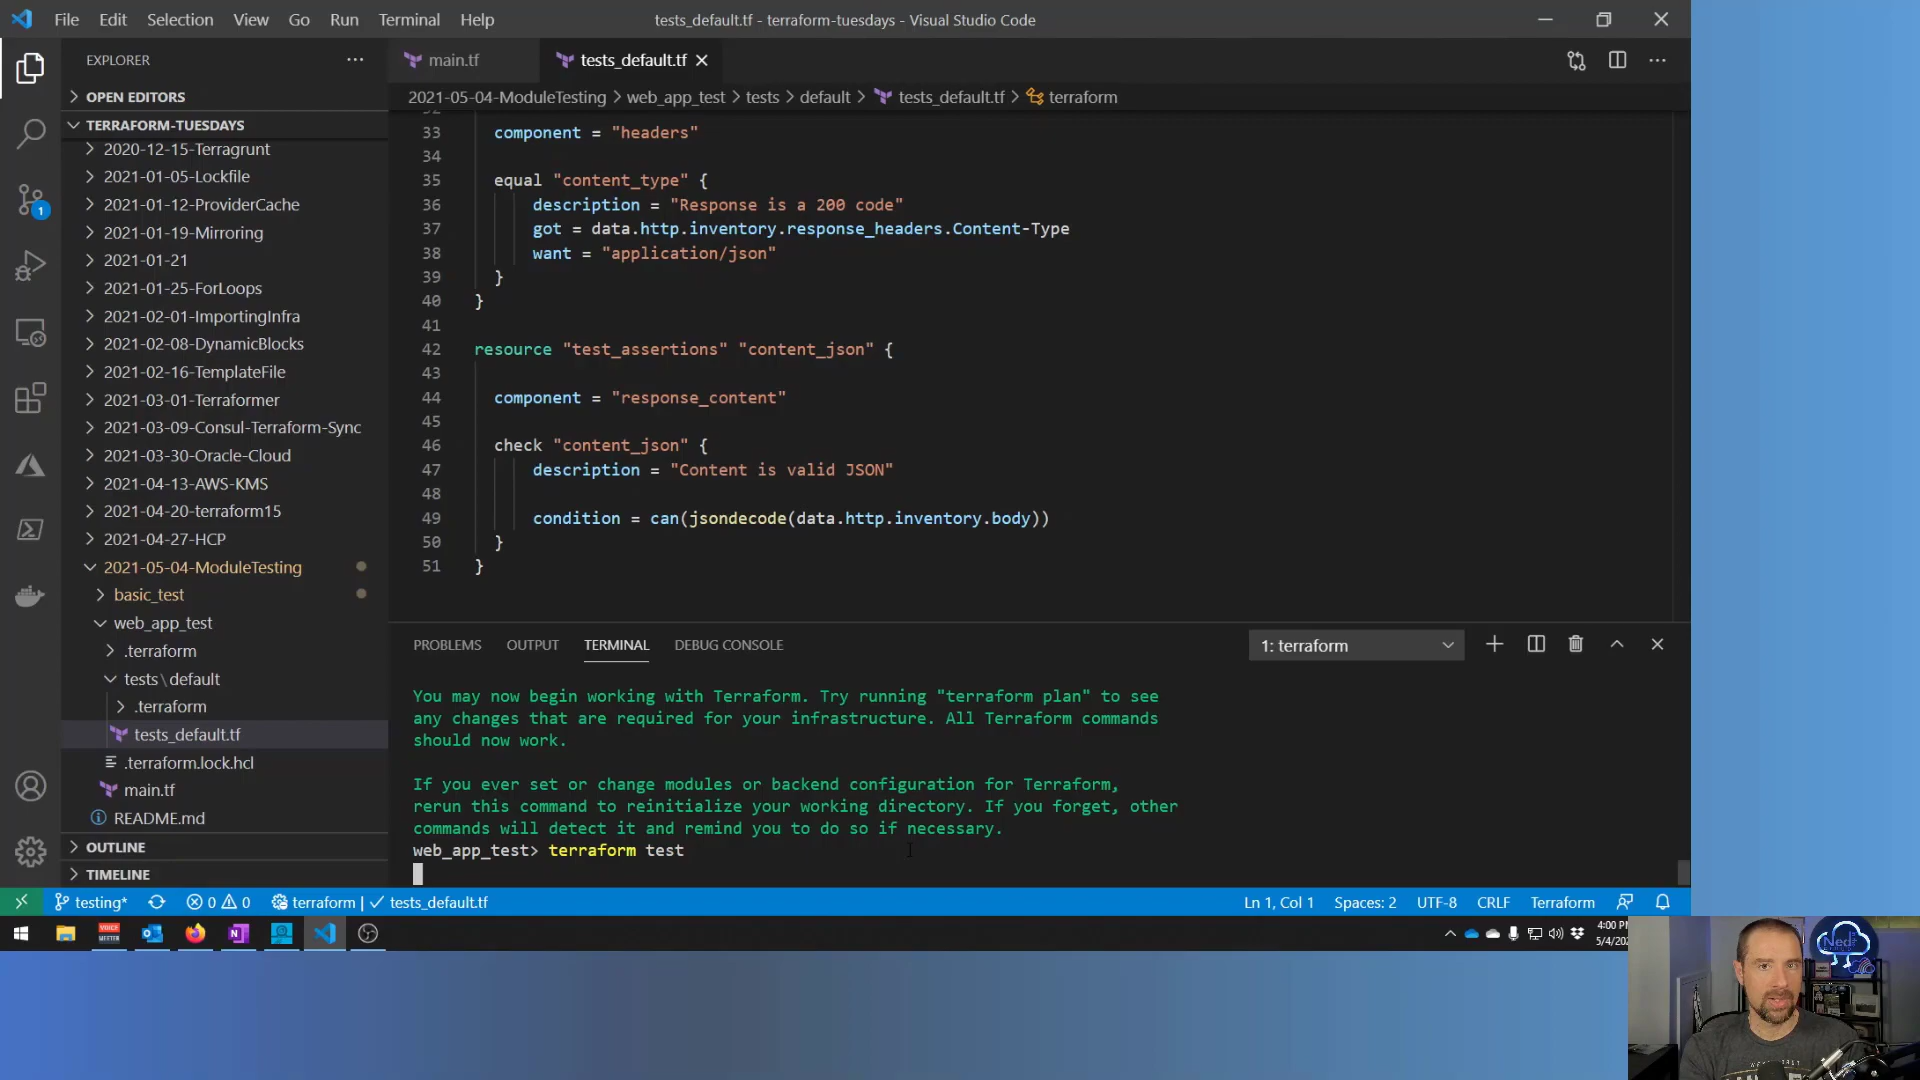 File Edit Selection View Go Run Terminal Help
tests_default.tf - terraform-tuesdays - Visual Studio Code
EXPLORER
OPEN EDITORS
TERRAFORM-TUESDAYS
2020-12-15-Terragrunt
2021-01-05-Lockfile
2021-01-12-ProviderCache
2021-01-19-Mirroring
2021-01-21
2021-01-25-ForLoops
2021-02-01-ImportingInfra
2021-02-08-DynamicBlocks
2021-02-16-TemplateFile
2021-03-01-Terraformer
2021-03-09-Consul-Terraform-Sync
2021-03-30-Oracle-Cloud
2021-04-13-AWS-KMS
2021-04-20-terraform15
2021-04-27-HCP
2021-05-04-ModuleTesting
basic_test
web_app_test
.terraform
tests\default
.terraform
tests_default.tf
.terraform.lock.hcl
main.tf
README.md
OUTLINE
TIMELINE
main.tf
tests_default.tf
2021-05-04-ModuleTesting > web_app_test > tests > default > tests_default.tf > terraform
33 component = "headers"
34
35 equal "content_type" {
36 description = "Response is a 200 code"
37 got = data.http.inventory.response_headers.Content-Type
38 want = "application/json"
39 }
40 }
41
42 resource "test_assertions" "content_json" {
43
44 component = "response_content"
45
46 check "content_json" {
47 description = "Content is valid JSON"
48
49 condition = can(jsondecode(data.http.inventory.body))
50 }
51 }
PROBLEMS OUTPUT TERMINAL DEBUG CONSOLE
1: terraform
You may now begin working with Terraform. Try running "terraform plan" to see
any changes that are required for your infrastructure. All Terraform commands
should now work.
If you ever set or change modules or backend configuration for Terraform,
rerun this command to reinitialize your working directory. If you forget, other
commands will detect it and remind you to do so if necessary.
web_app_test> terraform test
testing* 0 0 terraform | tests_default.tf
Ln 1, Col 1 Spaces: 2 UTF-8 CRLF Terraform
1
4:00 PM
5/4/202